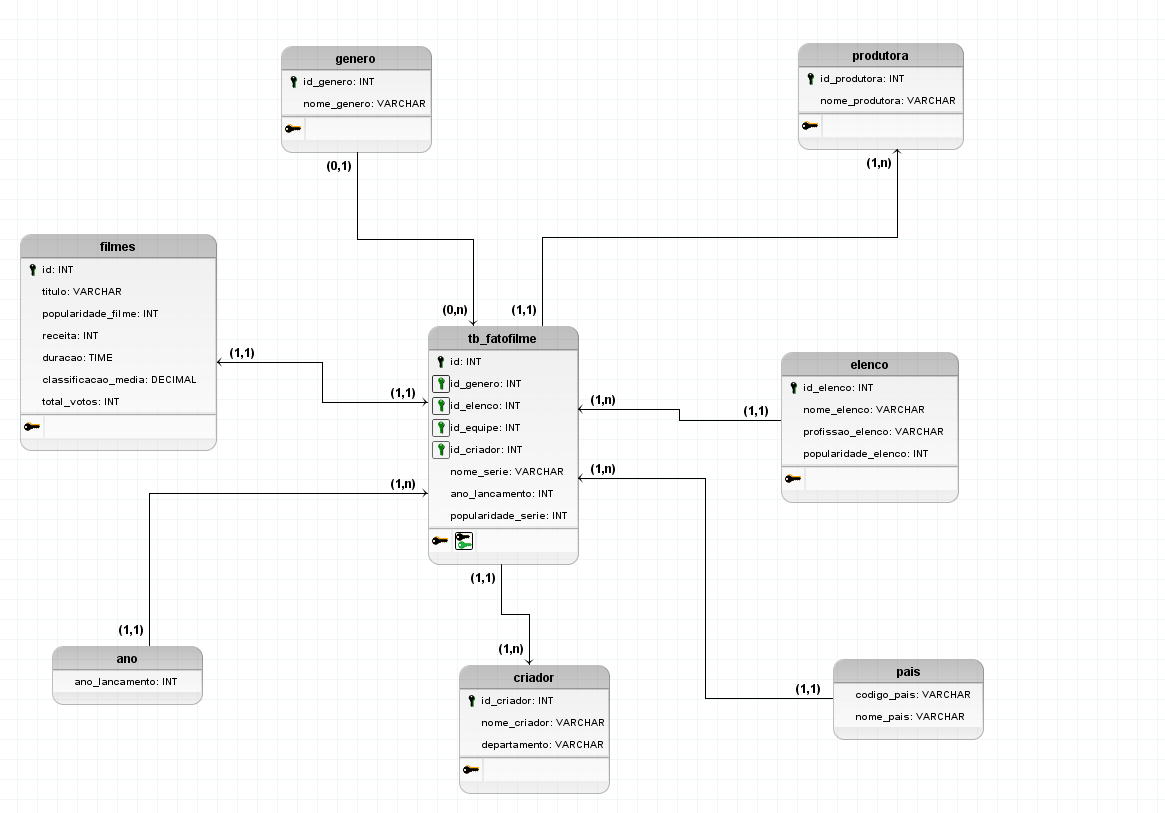 genero
id_genero: INT
nome_genero: VARCHAR
(0,1)
produtora
id_produtora: INT
nome_produtora: VARCHAR
(1,n)
filmes
id: INT
titulo: VARCHAR
popularidade_filme: INT
receita: INT
duracao: TIME
classificacao_media: DECIMAL
total_votos: INT
(1,1)
(1,1)
(0,n)
(1,1)
tb_fatofilme
id: INT
id_genero: INT
id_elenco: INT
id_equipe: INT
id_criador: INT
nome_serie: VARCHAR
ano_lancamento: INT
popularidade_serie: INT
(1,n)
(1,1)
elenco
id_elenco: INT
nome_elenco: VARCHAR
profissao_elenco: VARCHAR
popularidade_elenco: INT
(1,n)
(1,n)
(1,1)
ano
ano_lancamento: INT
(1,1)
(1,n)
criador
id_criador: INT
nome_criador: VARCHAR
departamento: VARCHAR
(1,1)
pais
codigo_pais: VARCHAR
nome_pais: VARCHAR